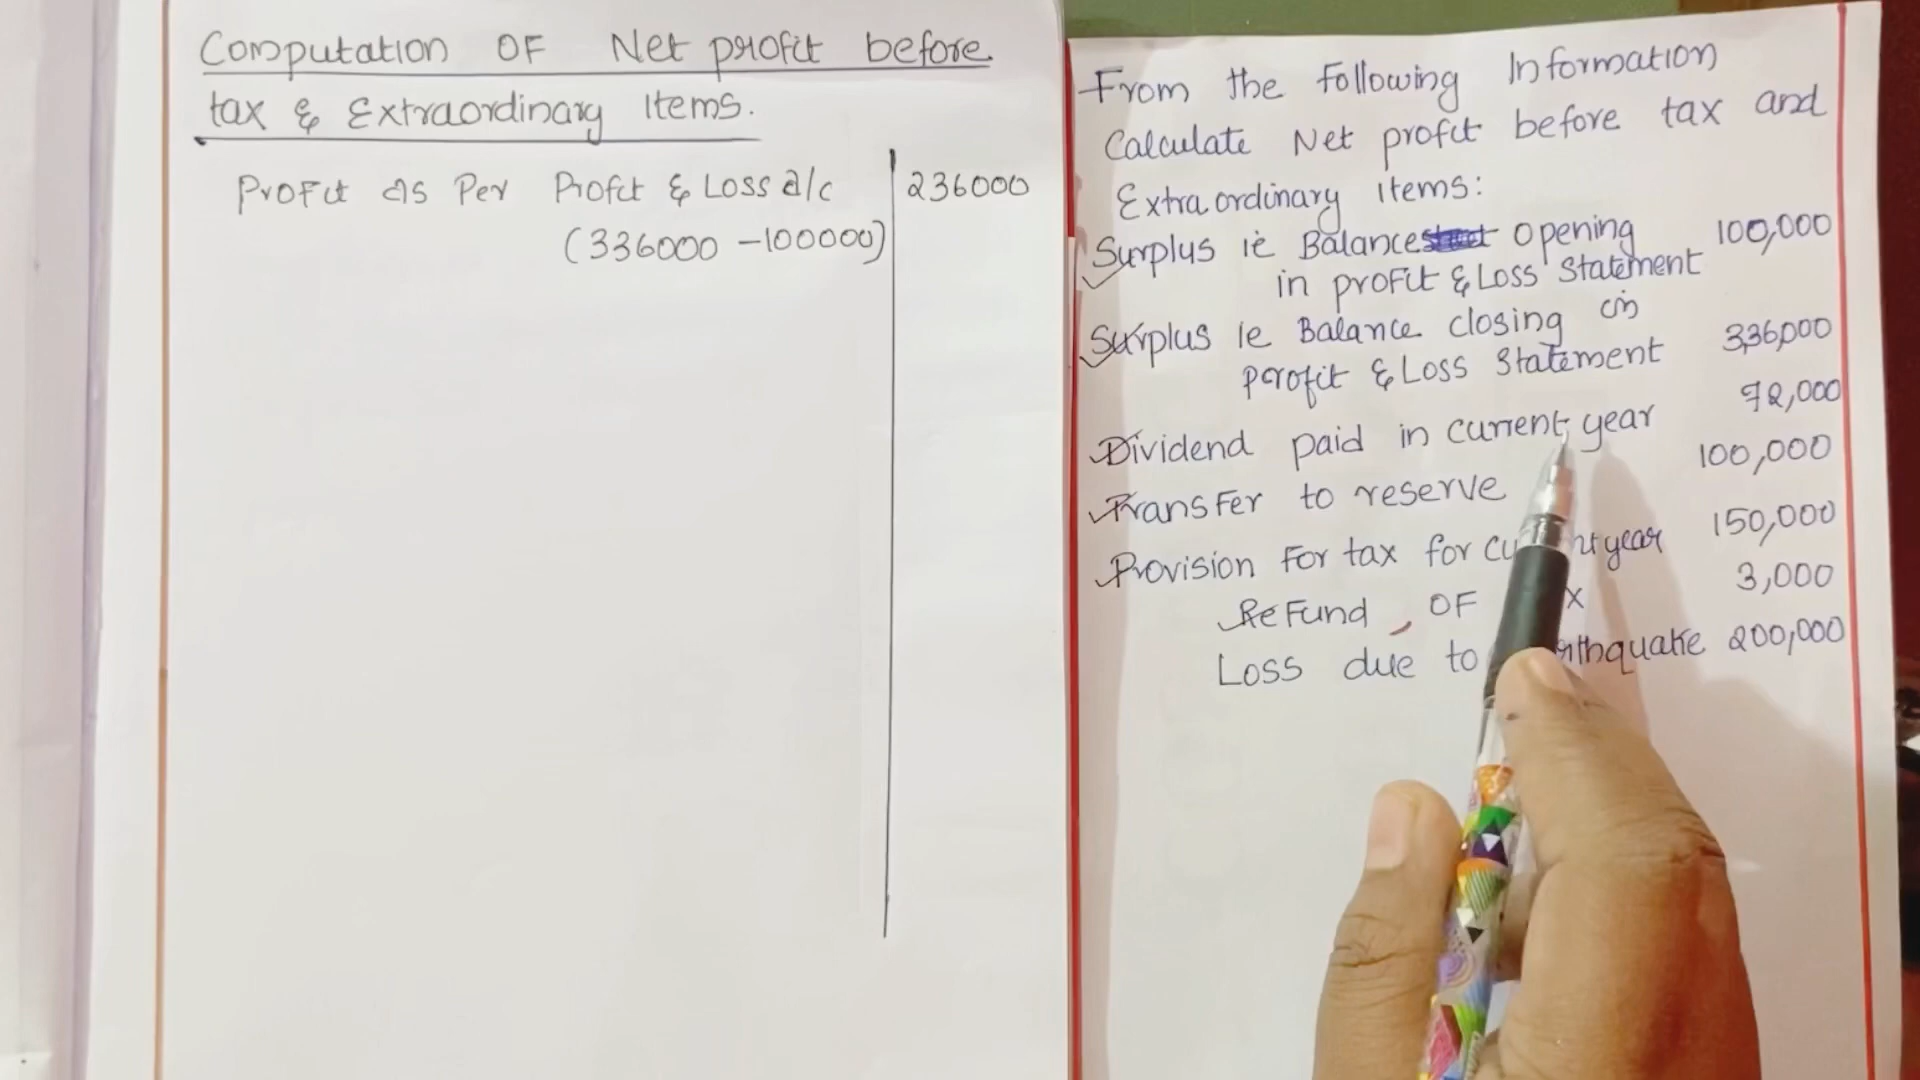 Computation OF Net profit before
tax & Extraordinary Items.
Profit as Per Profit & Loss a/c 236000
(336000 -100000)
From the Following Information
Calculate Net profit before tax and
Extra ordinary Items:
Surplus ie Balance Opening 100,000
in profit & Loss Statement
Surplus ie Balance closing in
profit & Loss Statement 336,000
Dividend paid in current year 72,000
Transfer to reserve 100,000
Provision For tax for year 150,000
ReFund OF 3,000
Loss due to 200,000